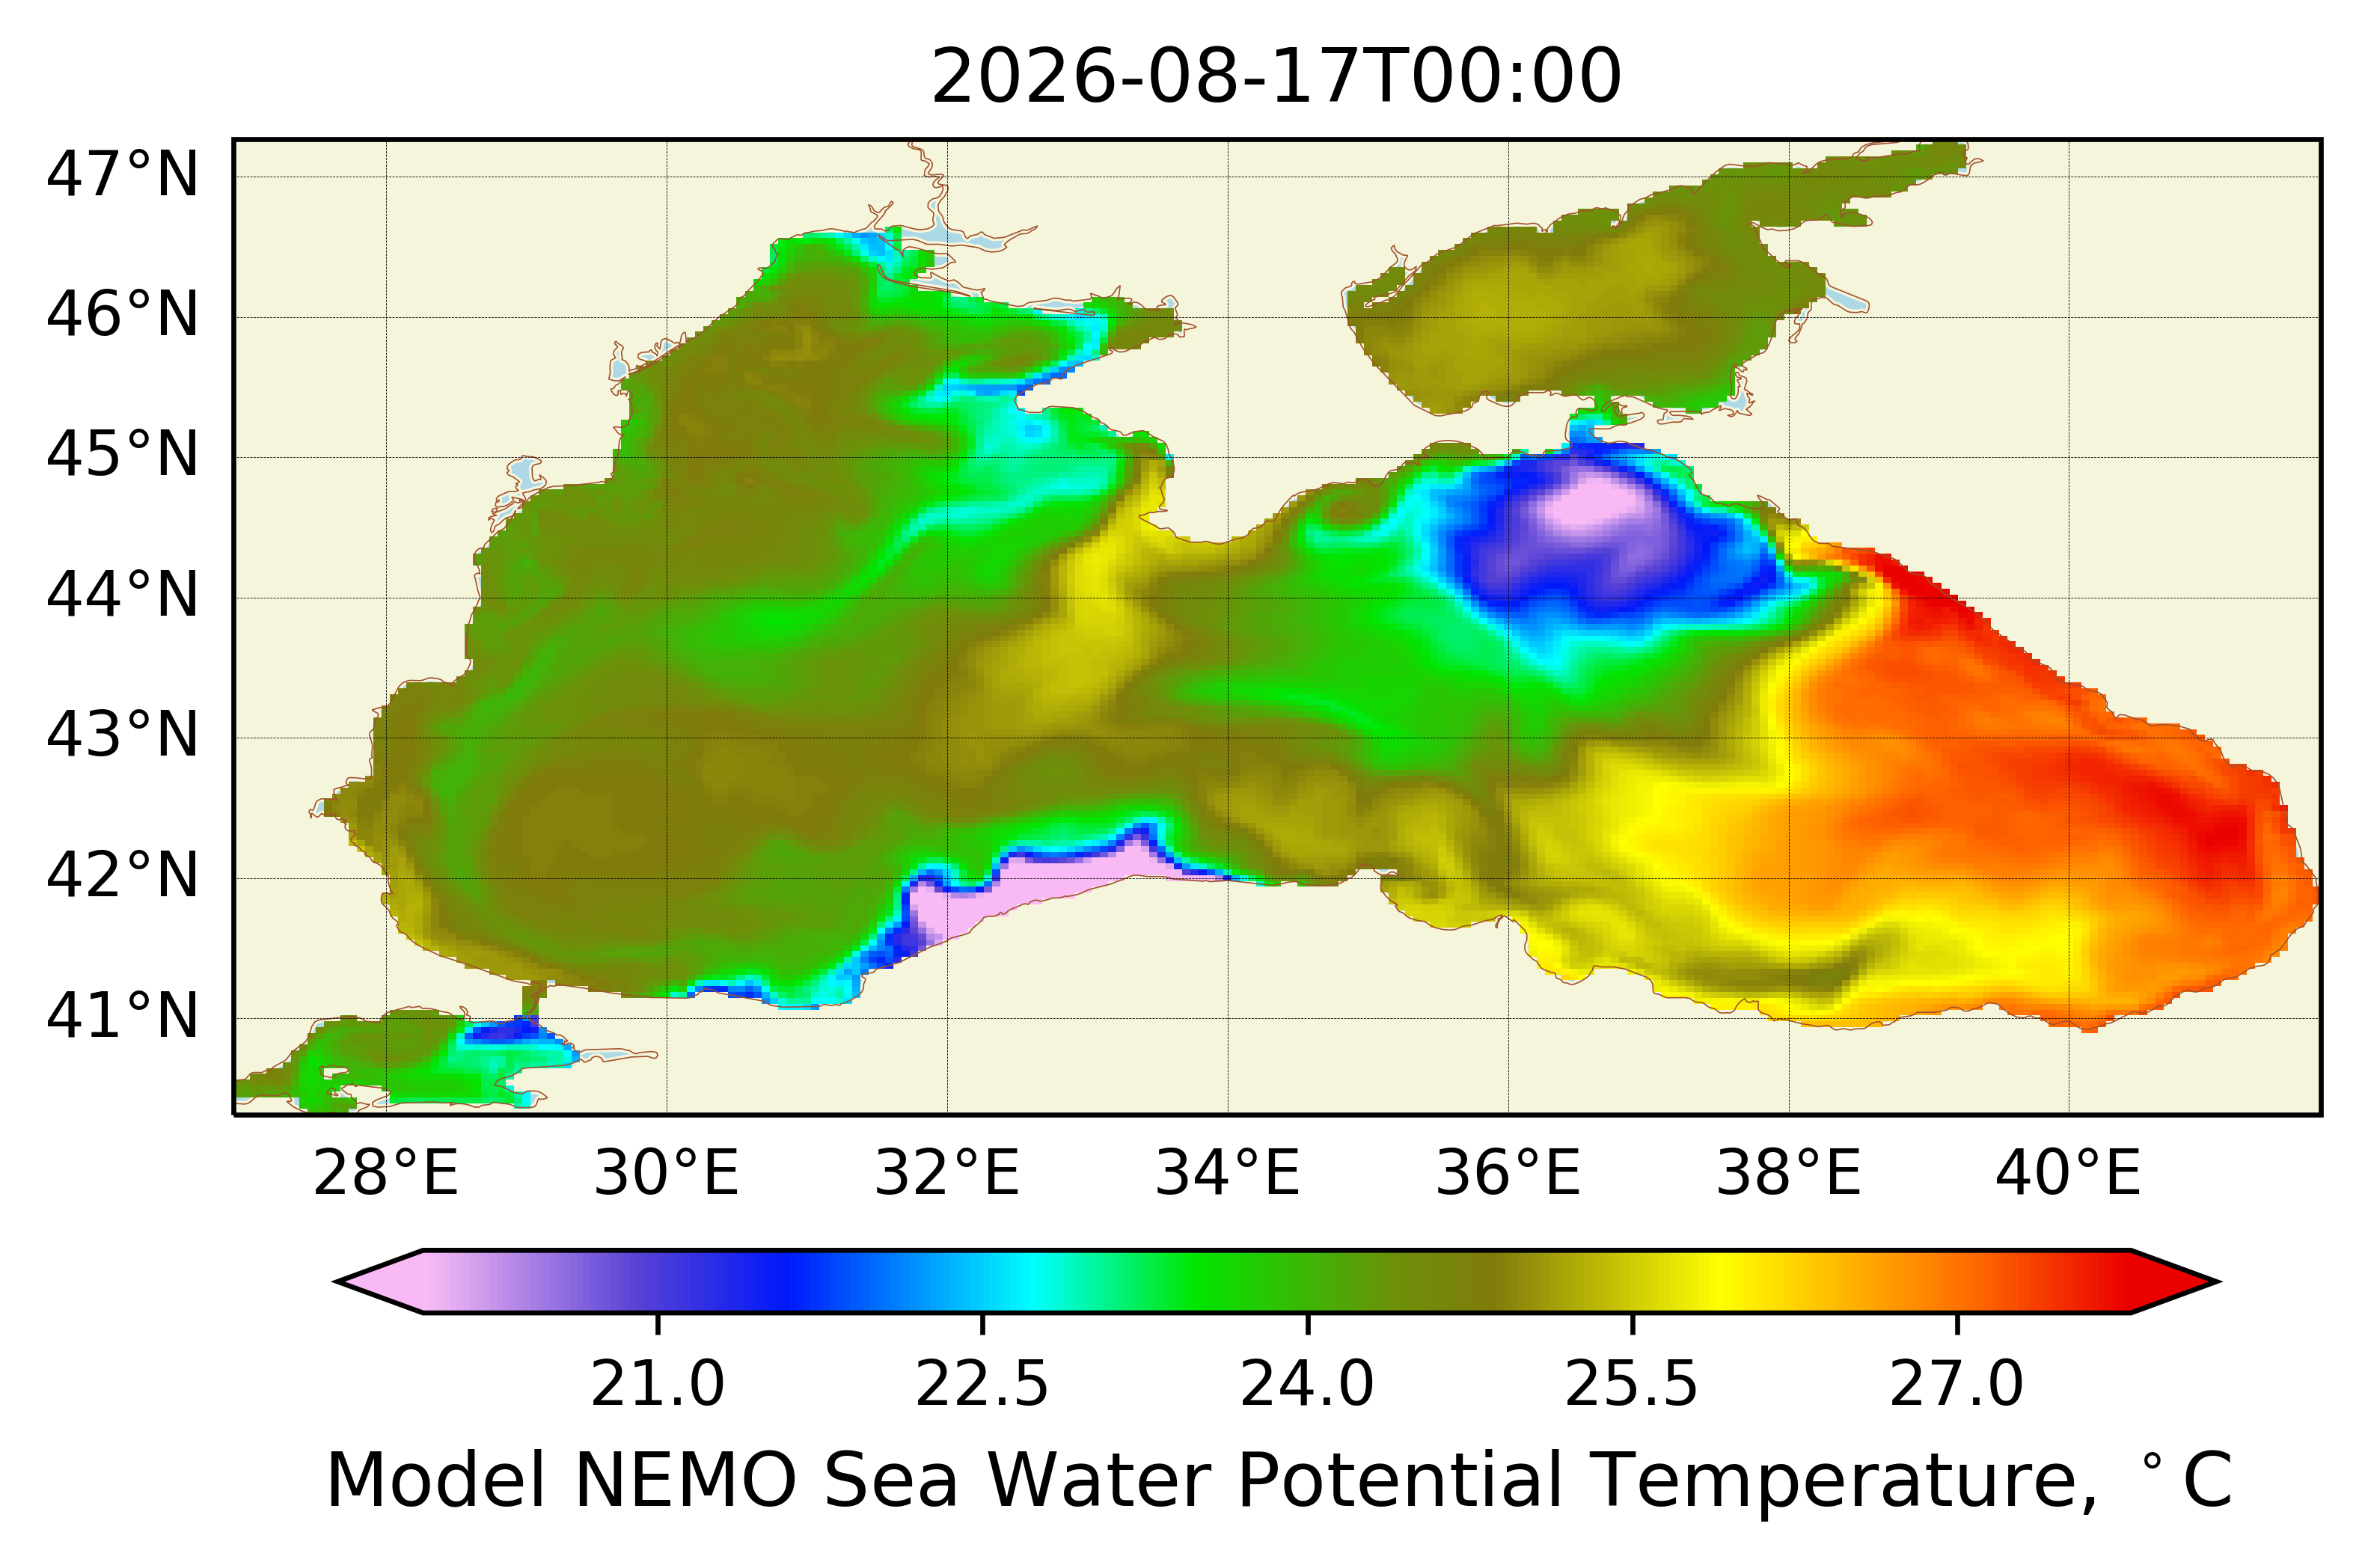 2026-08-17T00:00
47°N
46°N
45°N
44°N
43°N
42°N
41°N
28°E 30°E 32°E 34°E 36°E 38°E 40°E
21.0 22.5 24.0 25.5 27.0
Model NEMO Sea Water Potential Temperature, °C